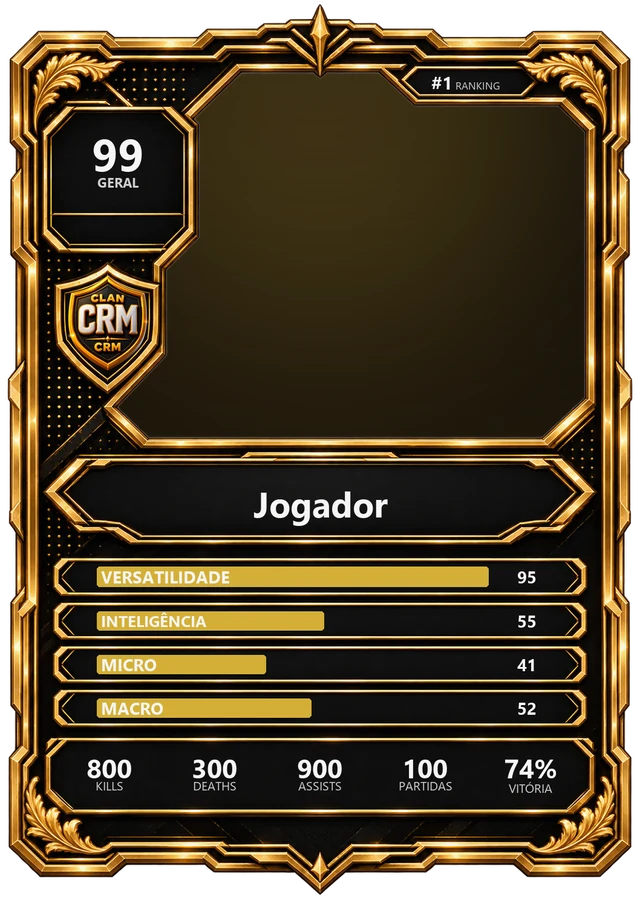 #1 RANKING
99
GERAL
CLAN
CRM
CRM
Jogador
VERSATILIDADE 95
INTELIGÊNCIA 55
MICRO 41
MACRO 52
800 300 900 100 74%
KILLS DEATHS ASSISTS PARTIDAS VITÓRIA